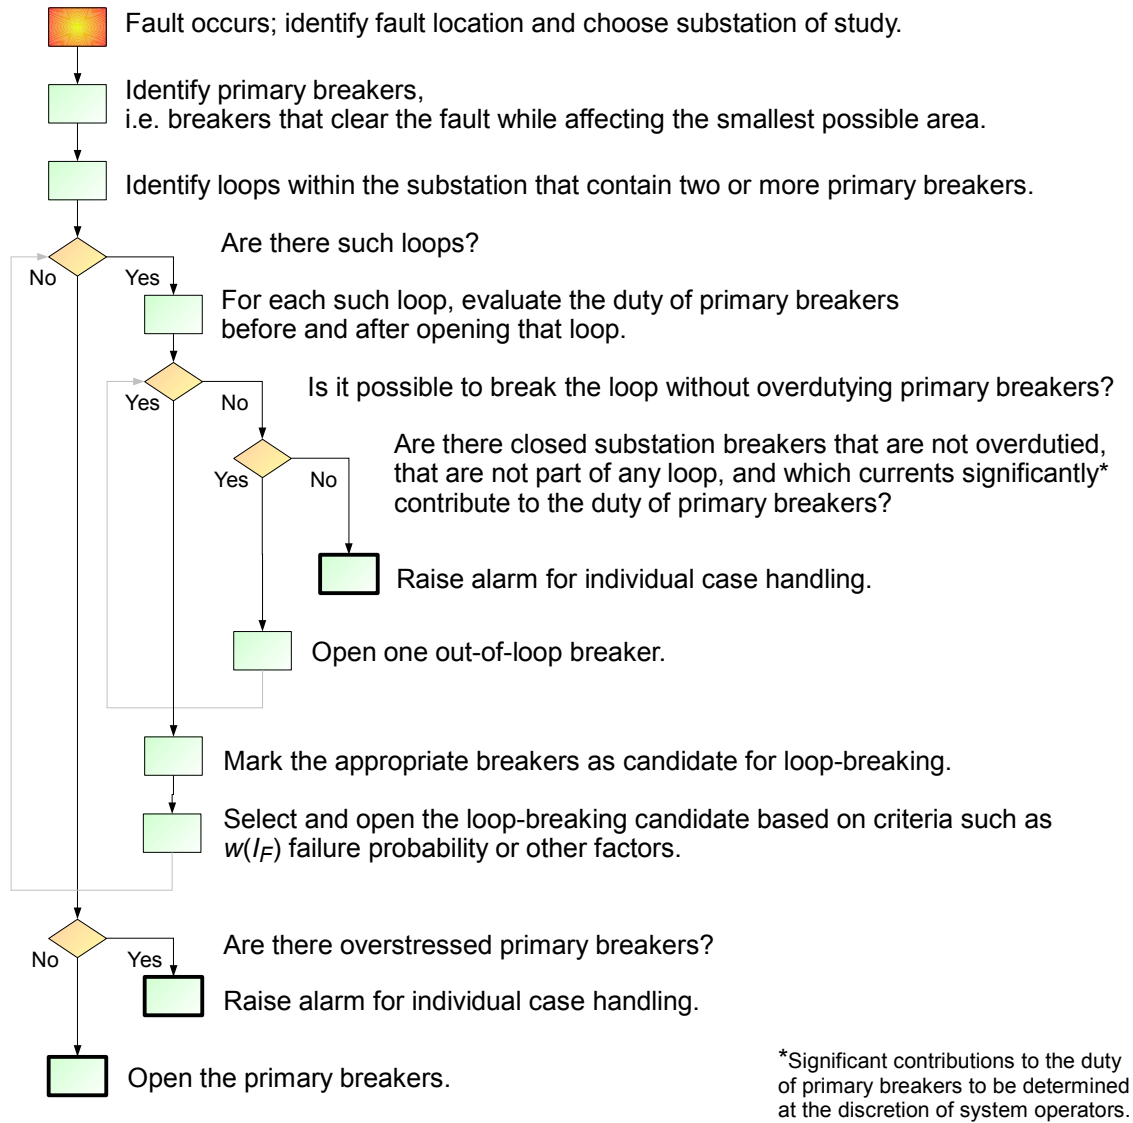 Fault occurs; identify fault location and choose substation of study.
Identify primary breakers,
i.e. breakers that clear the fault while affecting the smallest possible area.
Identify loops within the substation that contain two or more primary breakers.
Are there such loops?
No
Yes
For each such loop, evaluate the duty of primary breakers
before and after opening that loop.
Is it possible to break the loop without overdutying primary breakers?
Yes
No
Are there closed substation breakers that are not overdutied,
that are not part of any loop, and which currents significantly*
contribute to the duty of primary breakers?
Yes
No
Raise alarm for individual case handling.
Open one out-of-loop breaker.
Mark the appropriate breakers as candidate for loop-breaking.
Select and open the loop-breaking candidate based on criteria such as
w(I_F) failure probability or other factors.
Are there overstressed primary breakers?
No
Yes
Raise alarm for individual case handling.
Open the primary breakers.
*Significant contributions to the duty
of primary breakers to be determined
at the discretion of system operators.